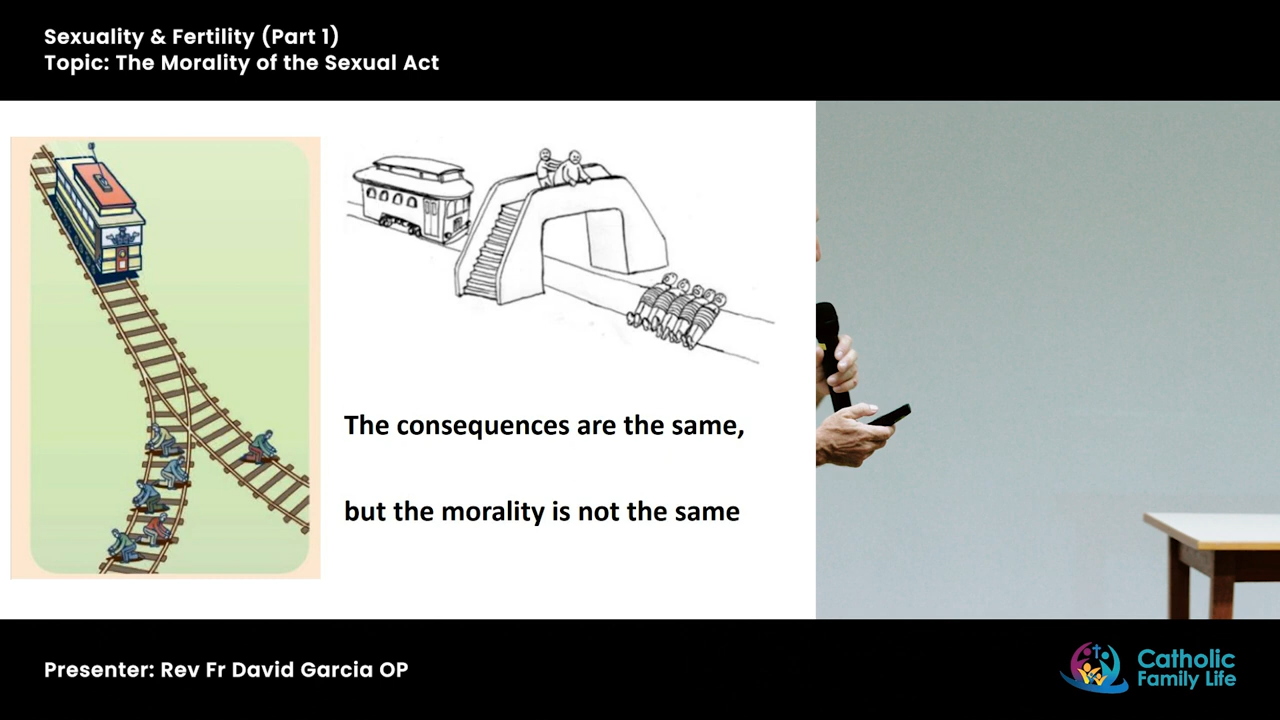 Sexuality & Fertility (Part 1)
Topic: The Morality of the Sexual Act
The consequences are the same,
but the morality is not the same
Presenter: Rev Fr David Garcia OP
Catholic
Family Life